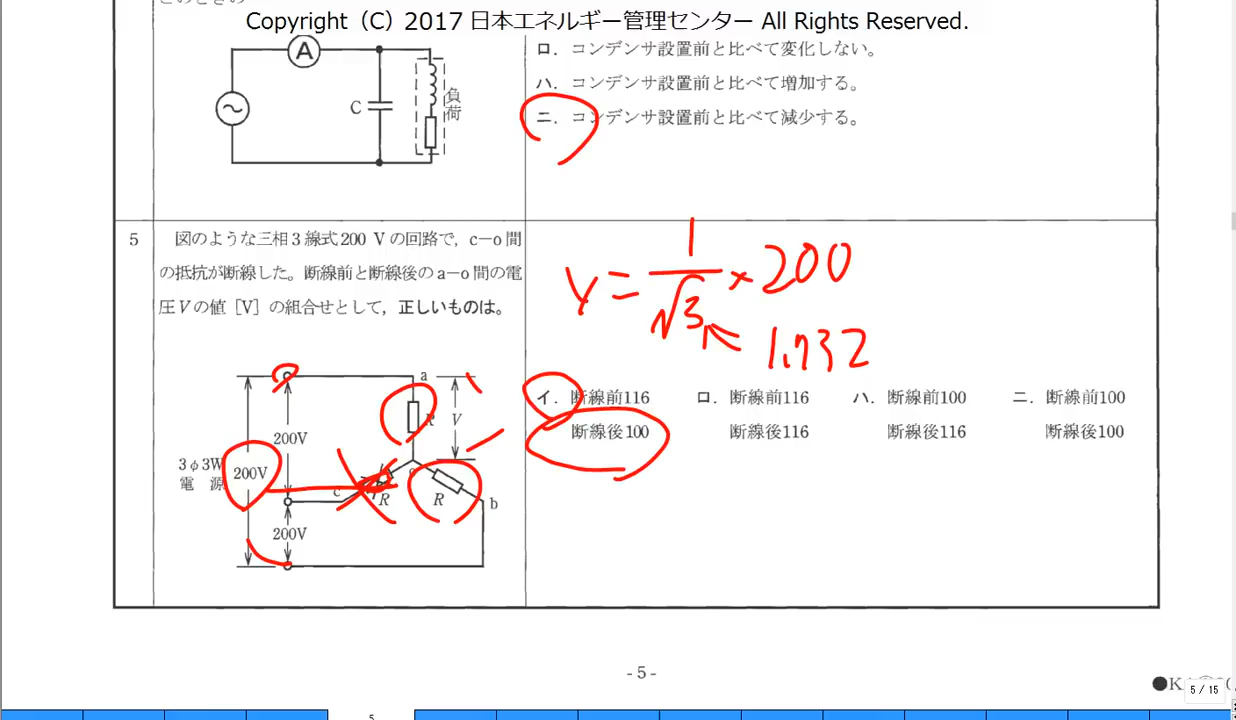 Copyright（C）2017 日本エネルギー管理センター All Rights Reserved.
A
C
負荷
ロ．コンデンサ設置前と比べて変化しない。
ハ．コンデンサ設置前と比べて増加する。
ニ．コンデンサ設置前と比べて減少する。
5
図のような三相3線式200 Vの回路で，c－o間
の抵抗が断線した。断線前と断線後のa－o間の電
圧Vの値［V］の組合せとして，正しいものは。
V = 1/√3 × 200
1.732
a
R
V
200V
3φ3W
電 源
200V
c
R
R
b
200V
イ．断線前116
断線後100
ロ．断線前116
断線後116
ハ．断線前100
断線後116
ニ．断線前100
断線後100
- 5 -
5 / 15
5